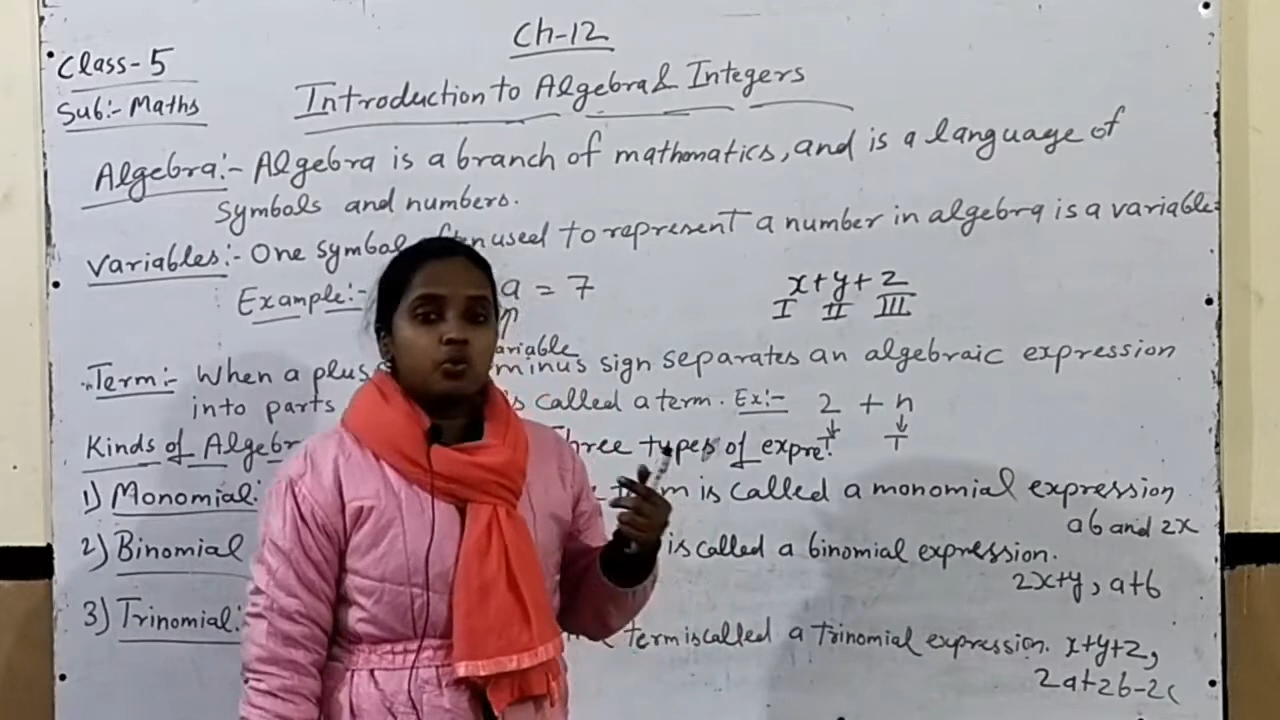 Ch-12
Class-5
Sub:- Maths
Introduction to Algebra & Integers
Algebra:- Algebra is a branch of mathematics, and is a language of
Symbols and numbers.
Variables:- One symbol used to represent a number in algebra is a variable.
Example:- a = 7
x+y+z
I II III
Term:- When a plus minus sign separates an algebraic expression
into parts is called a term. Ex:- 2 + n
T T
Kinds of Three types of expre
1) Monomial: term is called a monomial expression
ab and 2x
2) Binomial is called a binomial expression.
2x+y, a+b
3) Trinomial: term is called a trinomial expression. x+y+z,
2a+2b-2c